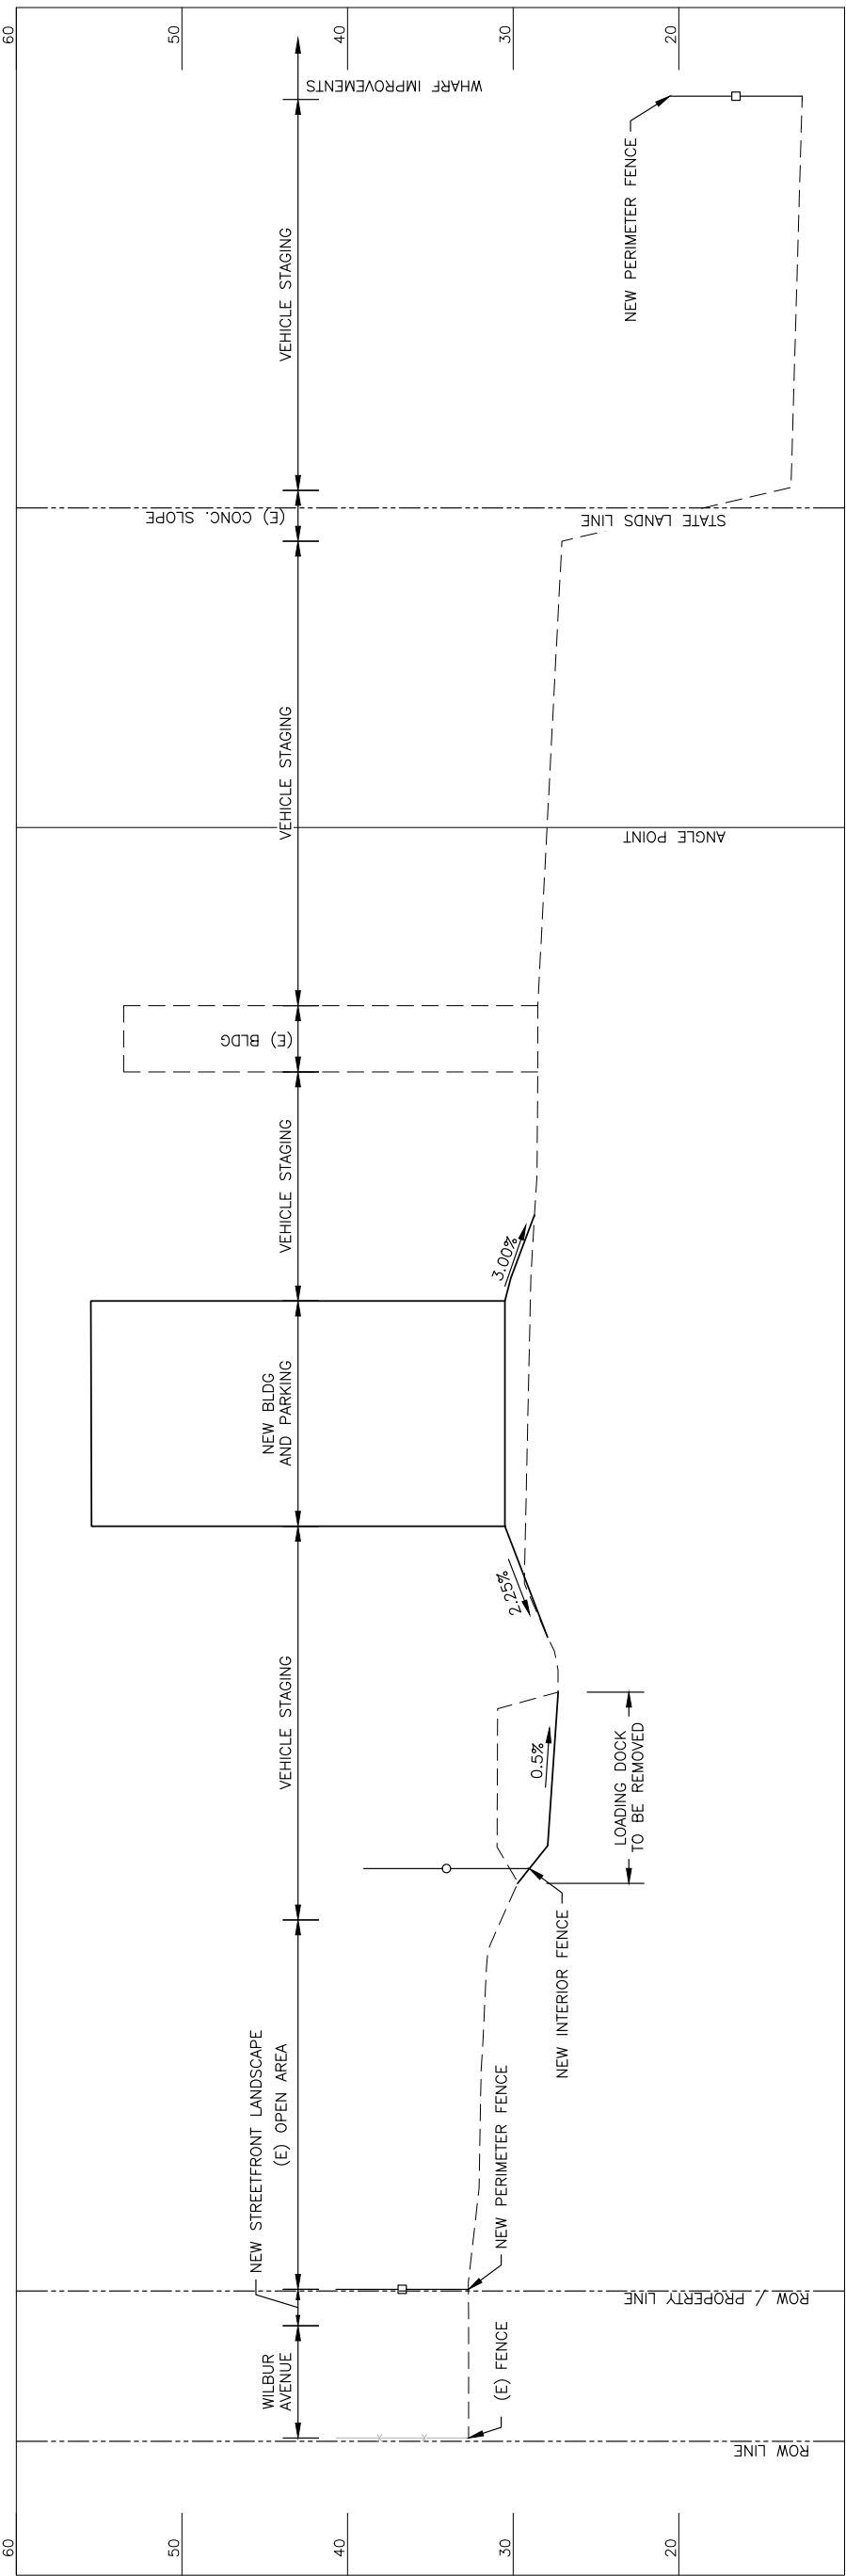 60
50
40
30
20
ROW LINE
WILBUR
AVENUE
(E) FENCE
ROW / PROPERTY LINE
NEW STREETFRONT LANDSCAPE
(E) OPEN AREA
NEW PERIMETER FENCE
NEW INTERIOR FENCE
LOADING DOCK
TO BE REMOVED
0.5%
VEHICLE STAGING
2.25%
NEW BLDG
AND PARKING
3.00%
VEHICLE STAGING
(E) BLDG
VEHICLE STAGING
ANGLE POINT
(E) CONC. SLOPE
STATE LANDS LINE
VEHICLE STAGING
NEW PERIMETER FENCE
WHARF IMPROVEMENTS
60
50
40
30
20